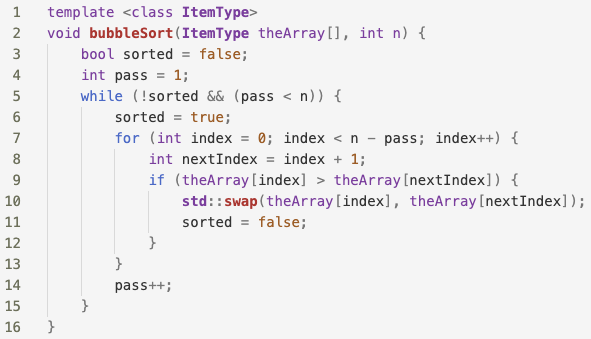 1 template <class ItemType>
2 void bubbleSort(ItemType theArray[], int n) {
3     bool sorted = false;
4     int pass = 1;
5     while (!sorted && (pass < n)) {
6         sorted = true;
7         for (int index = 0; index < n - pass; index++) {
8             int nextIndex = index + 1;
9             if (theArray[index] > theArray[nextIndex]) {
10                 std::swap(theArray[index], theArray[nextIndex]);
11                 sorted = false;
12             }
13         }
14         pass++;
15     }
16 }